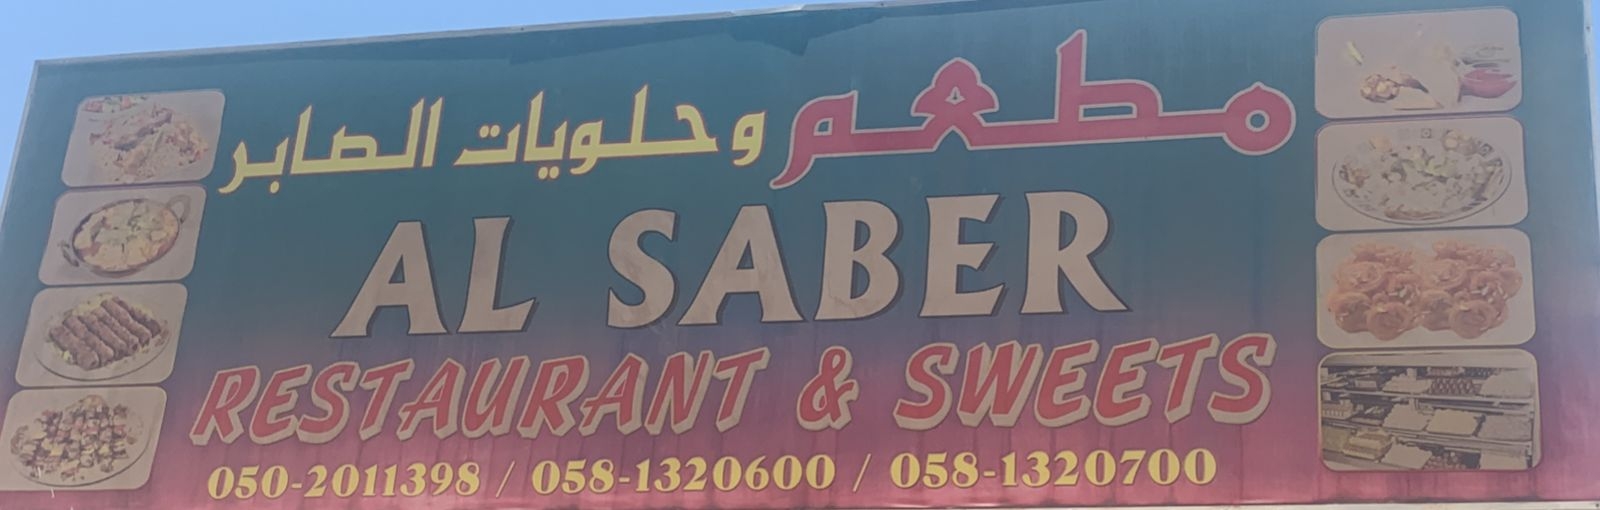 مطعم وحلويات الصابر
AL SABER
RESTAURANT & SWEETS
050-2011398 / 058-1320600 / 058-1320700